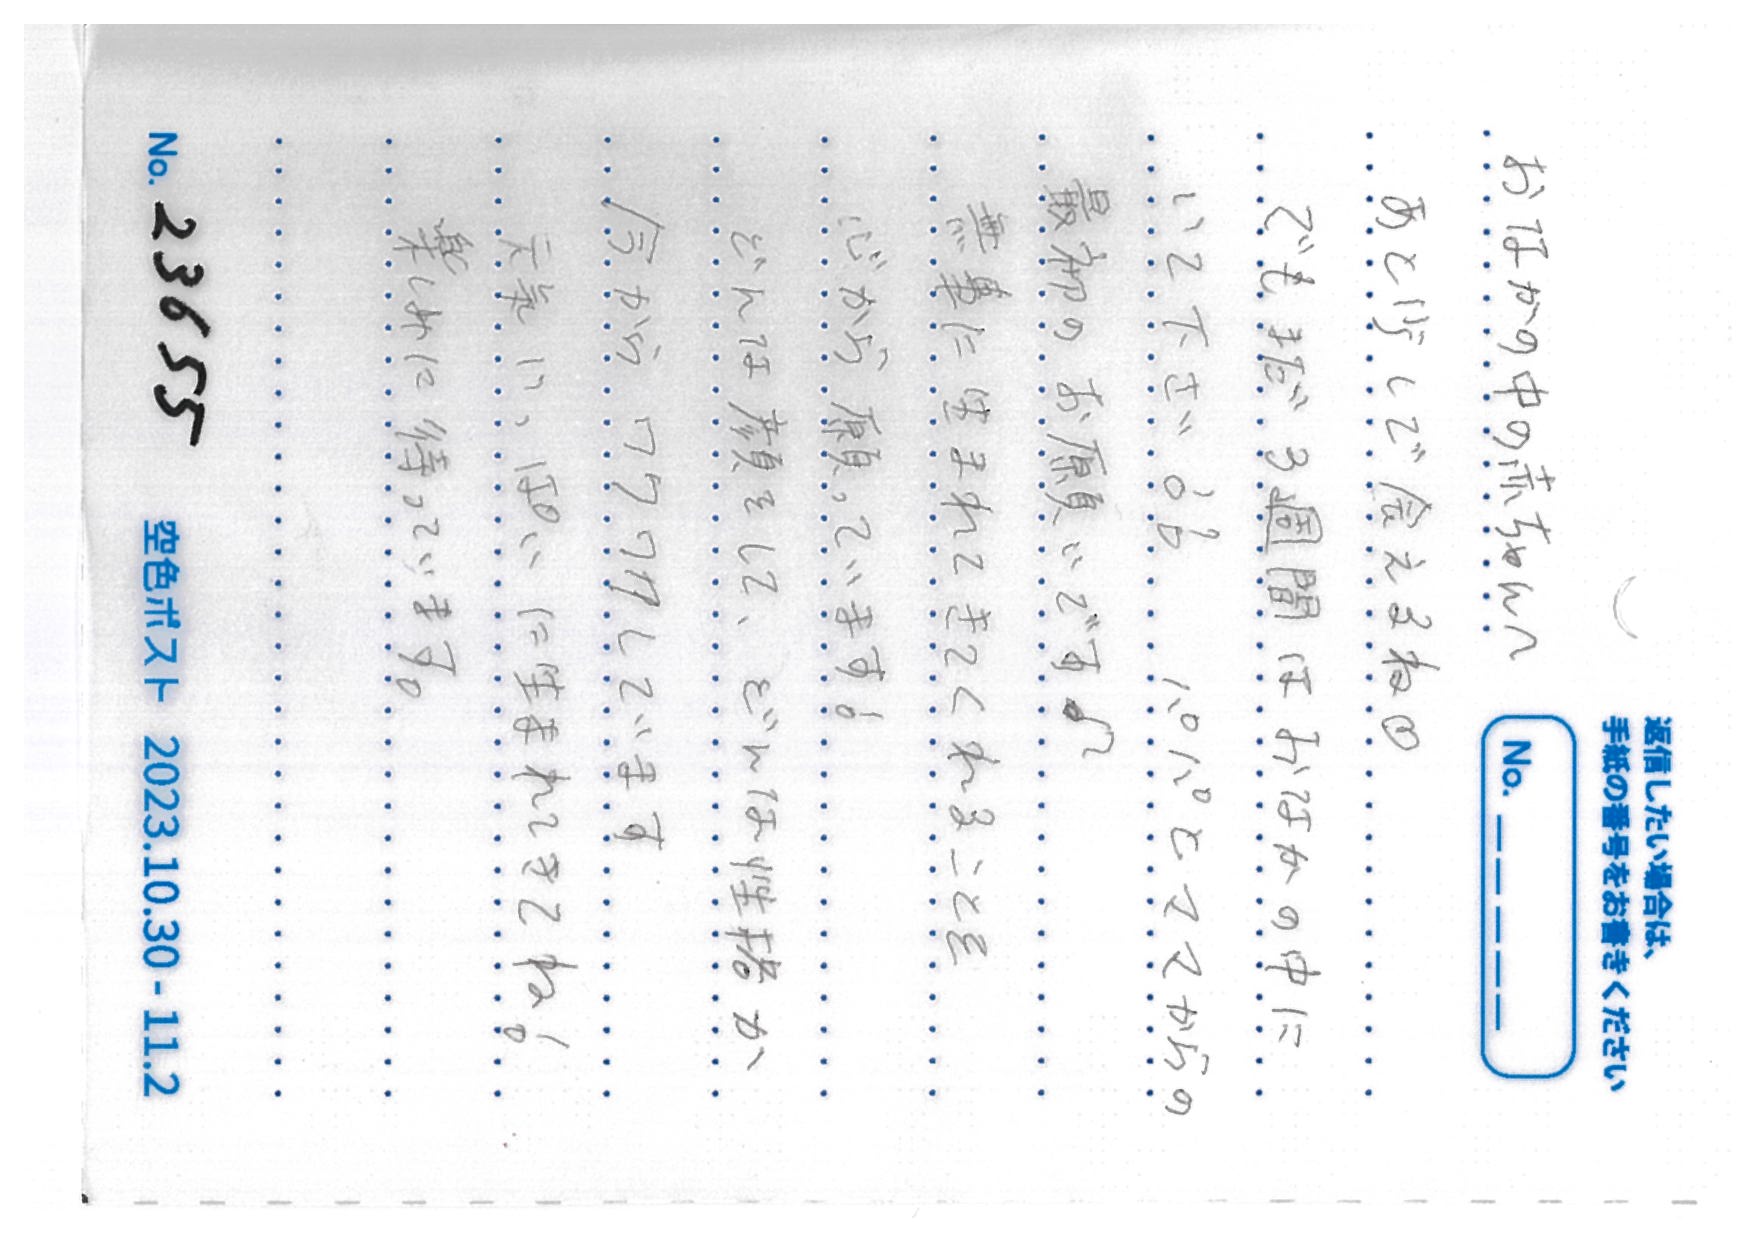 返信したい場合は、
手紙の番号をお書きください
No. _ _ _ _ _
おなかの中の赤ちゃんへ
あと少しで会えるね♡
でもまだ3週間はおなかの中に
いて下さい!! パパとママからの
最初のお願いです♪
無事に生まれてきてくれることを
心から願っています!
どんな顔をして、どんな性格か
今からワクワクしています
元気いっぱいに生まれてきてね!
楽しみに待っています。
No. 23655 空色ポスト 2023.10.30 - 11.2